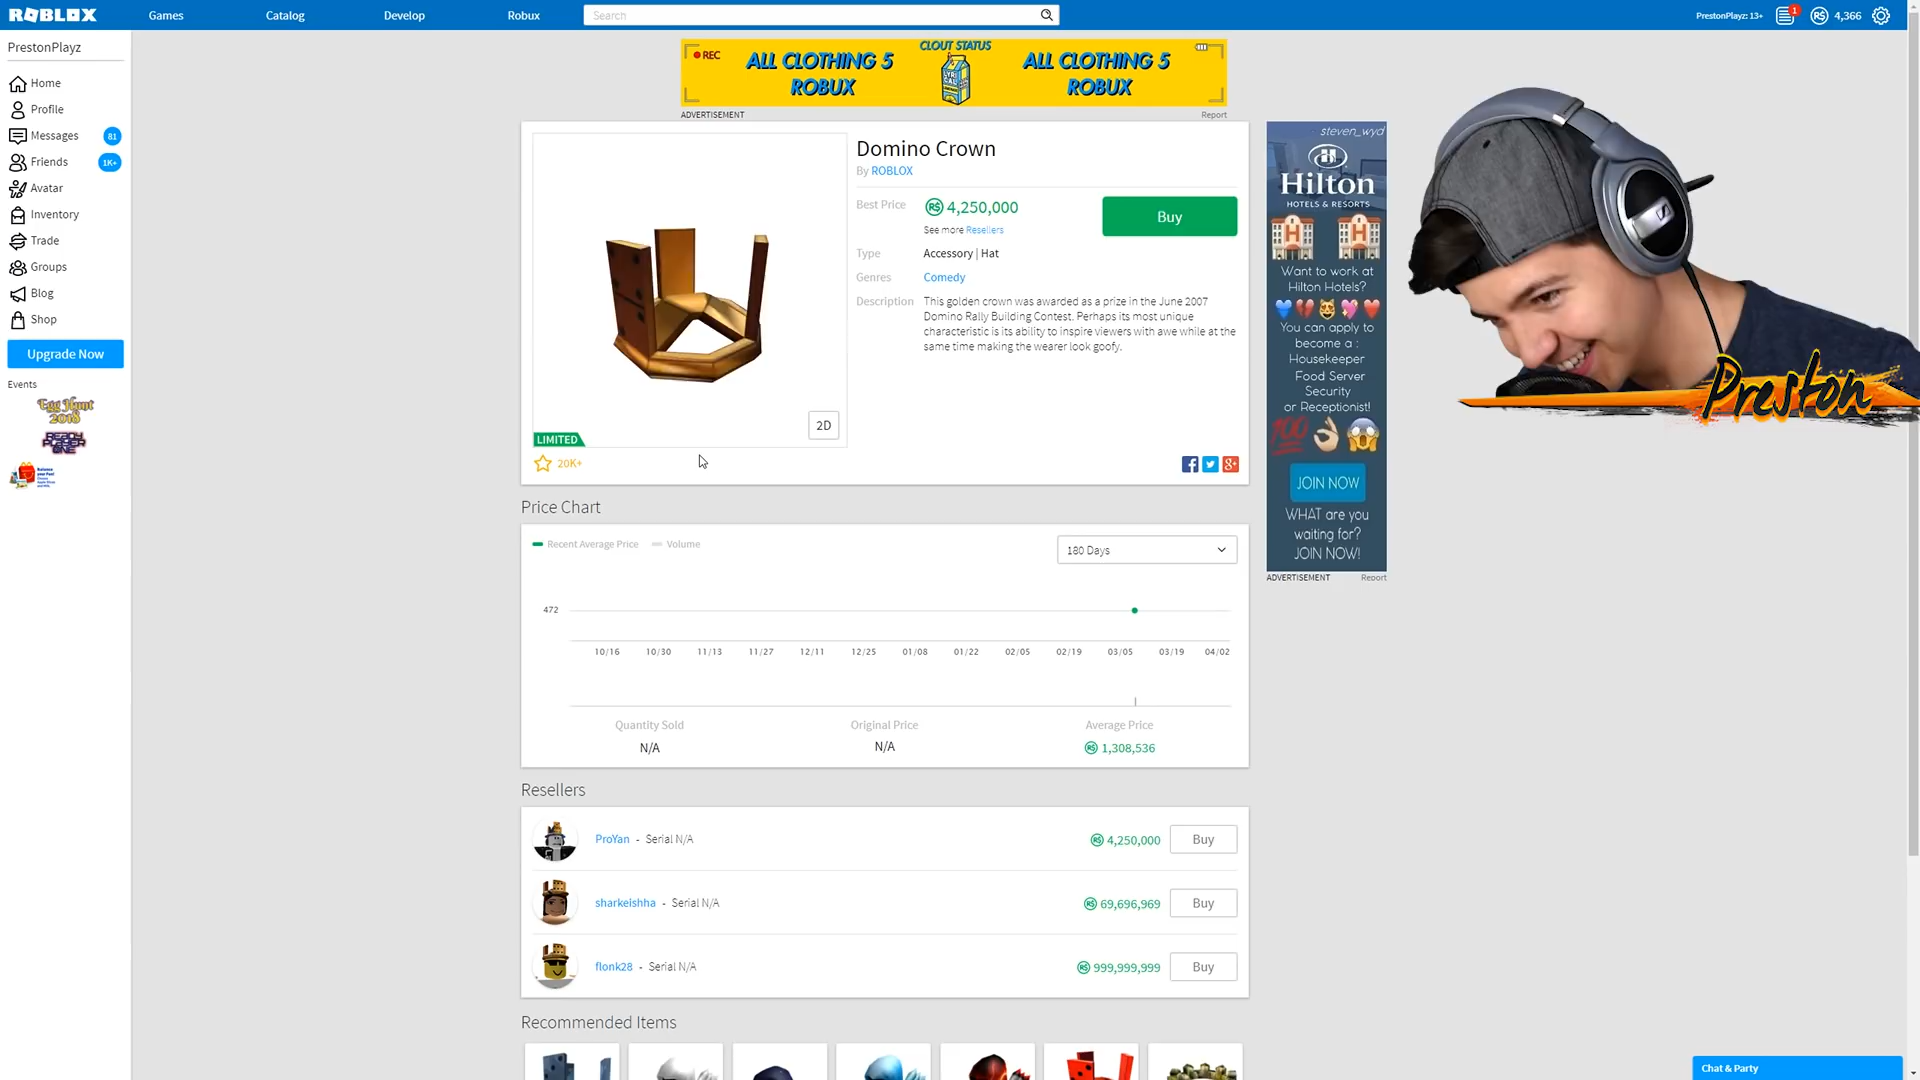 ROBLOX Games Catalog Develop Robux Search PrestonPlayz: 13+ 1 R$ 4,366
PrestonPlayz
Home
Profile
Messages 81
Friends 1K+
Avatar
Inventory
Trade
Groups
Blog
Shop
Upgrade Now
Events
Egg Hunt
2018
READY
PLAYER
ONE
REC
ALL CLOTHING 5
ROBUX
CLOUT STATUS
LYRICAL
ALL CLOTHING 5
ROBUX
ADVERTISEMENT Report
Domino Crown
By ROBLOX
Best Price R$ 4,250,000 Buy
See more Resellers
Type Accessory | Hat
Genres Comedy
Description This golden crown was awarded as a prize in the June 2007
Domino Rally Building Contest. Perhaps its most unique
characteristic is its ability to inspire viewers with awe while at the
same time making the wearer look goofy.
2D
LIMITED
20K+
steven_wyd
H
Hilton
HOTELS & RESORTS
H H
Want to work at
Hilton Hotels?
You can apply to
become a :
Housekeeper
Food Server
Security
or Receptionist!
100
JOIN NOW
WHAT are you
waiting for?
JOIN NOW!
ADVERTISEMENT Report
Preston
Price Chart
Recent Average Price Volume 180 Days
472
10/16 10/30 11/13 11/27 12/11 12/25 01/08 01/22 02/05 02/19 03/05 03/19 04/02
Quantity Sold Original Price Average Price
N/A N/A R$ 1,308,536
Resellers
ProYan - Serial N/A R$ 4,250,000 Buy
sharkeishha - Serial N/A R$ 69,696,969 Buy
flonk28 - Serial N/A R$ 999,999,999 Buy
Recommended Items
Chat & Party